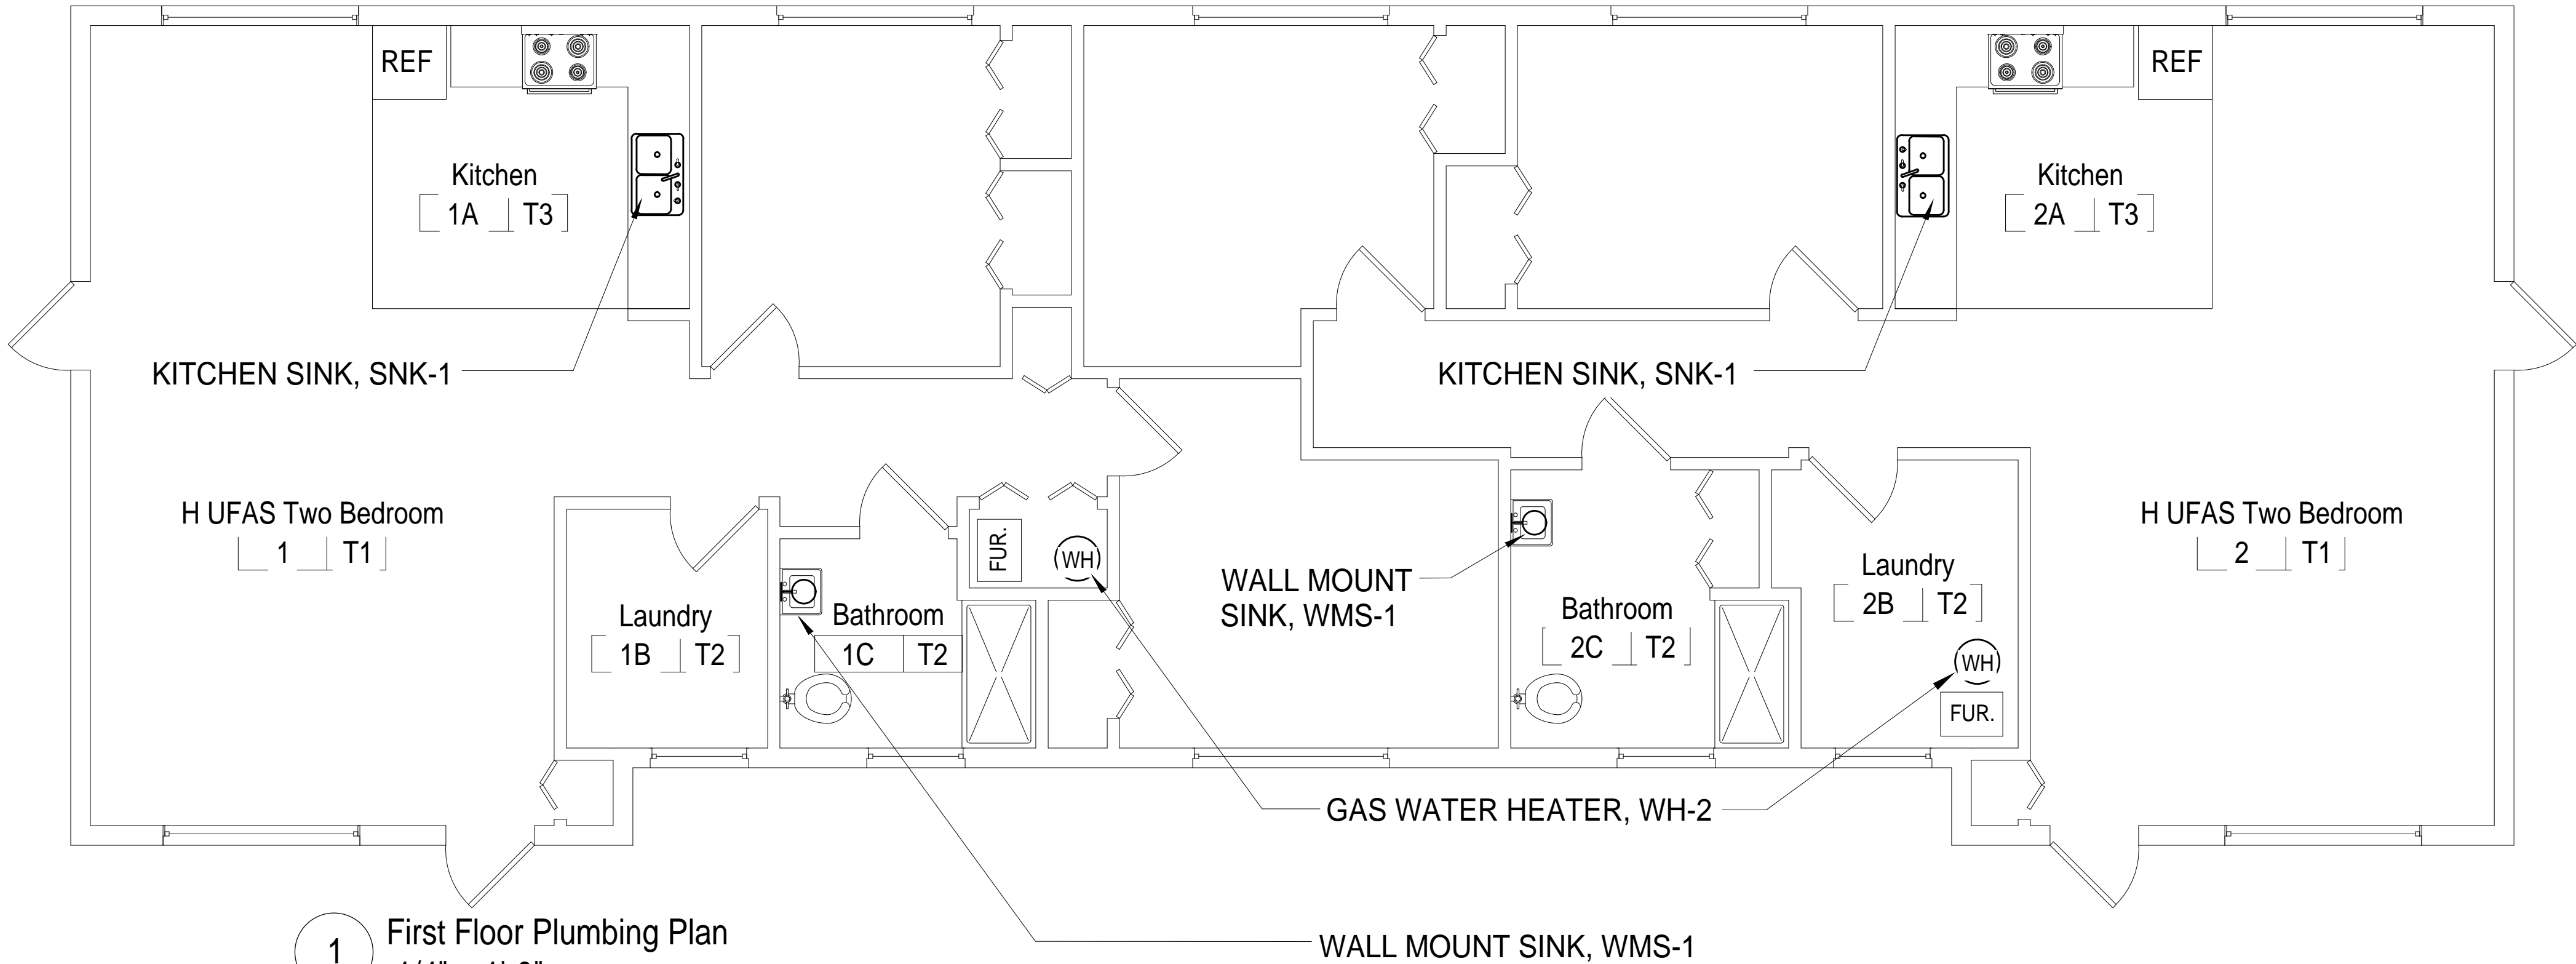 REF
REF
Kitchen
1A T3
Kitchen
2A T3
KITCHEN SINK, SNK-1
KITCHEN SINK, SNK-1
H UFAS Two Bedroom
1 T1
H UFAS Two Bedroom
2 T1
FUR.
WH
WALL MOUNT
SINK, WMS-1
Laundry
2B T2
Laundry
1B T2
Bathroom
1C T2
Bathroom
2C T2
WH
FUR.
GAS WATER HEATER, WH-2
WALL MOUNT SINK, WMS-1
1
First Floor Plumbing Plan